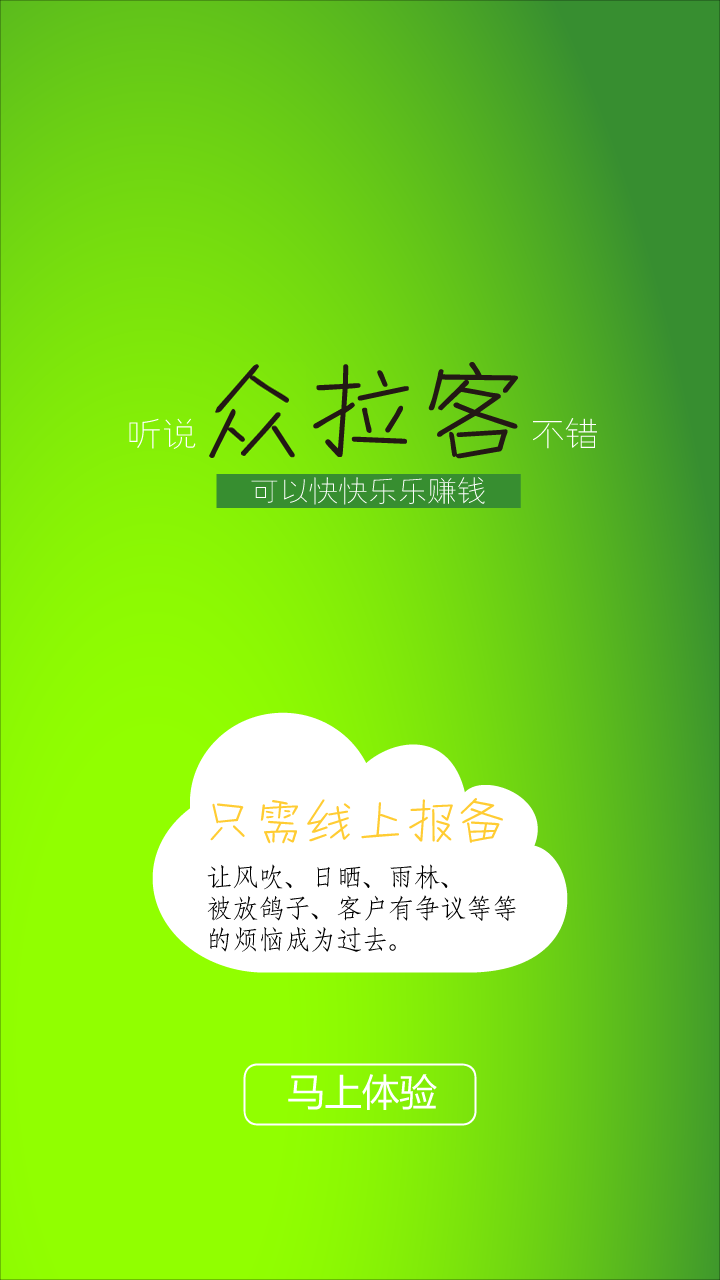 听说 众拉客 不错
可以快快乐乐赚钱
只需线上报备
让风吹、日晒、雨林、
被放鸽子、客户有争议等等
的烦恼成为过去。
马上体验